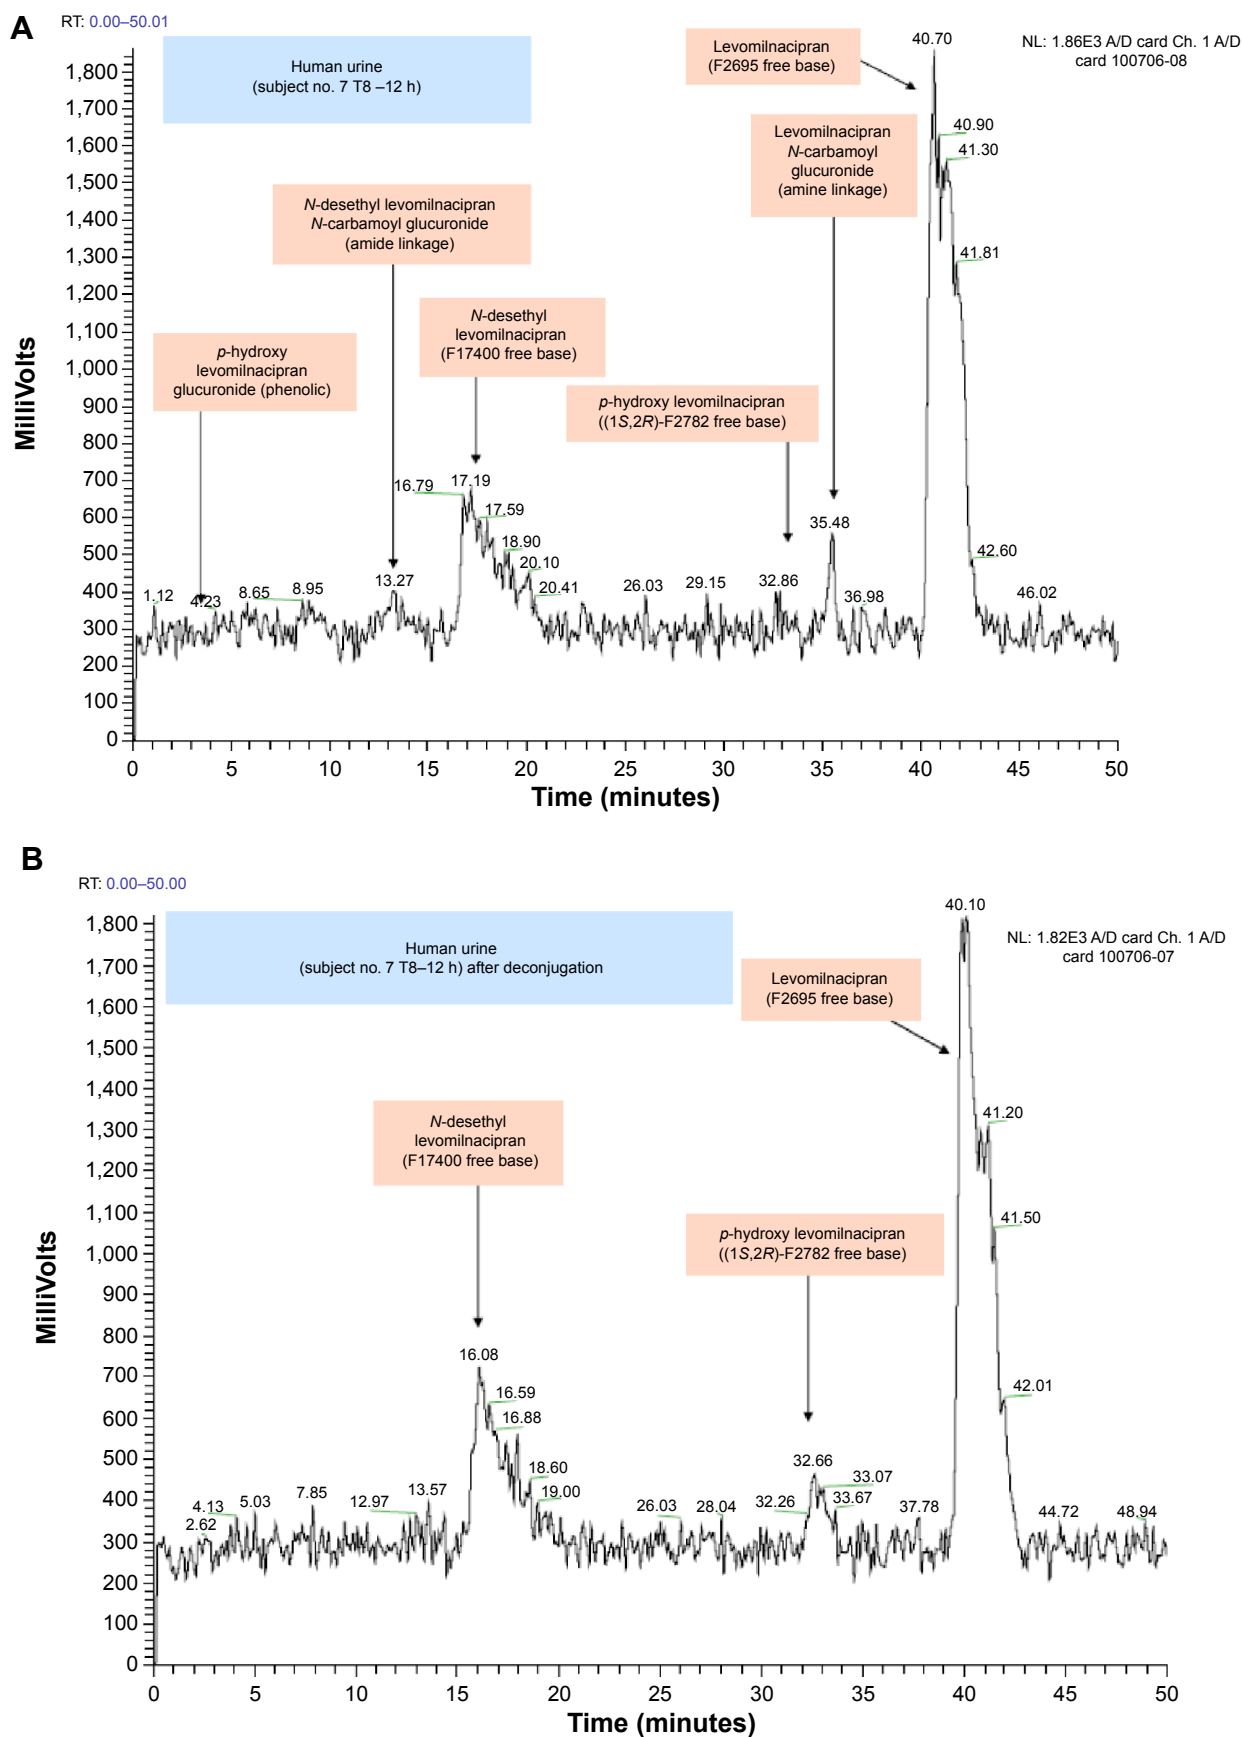 A
RT: 0.00–50.01
Human urine
(subject no. 7 T8 –12 h)
Levomilnacipran
(F2695 free base)
40.70
NL: 1.86E3 A/D card Ch. 1 A/D
card 100706-08
Levomilnacipran
N-carbamoyl
glucuronide
(amine linkage)
40.90
41.30
N-desethyl levomilnacipran
N-carbamoyl glucuronide
(amide linkage)
41.81
N-desethyl
levomilnacipran
(F17400 free base)
p-hydroxy
levomilnacipran
glucuronide (phenolic)
p-hydroxy levomilnacipran
((1S,2R)-F2782 free base)
1.12
4.23
8.65
8.95
13.27
16.79
17.19
17.59
18.90
20.10
20.41
26.03
29.15
32.86
35.48
36.98
42.60
46.02
MilliVolts
1,800
1,700
1,600
1,500
1,400
1,300
1,200
1,100
1,000
900
800
700
600
500
400
300
200
100
0
0 5 10 15 20 25 30 35 40 45 50
Time (minutes)
B
RT: 0.00–50.00
Human urine
(subject no. 7 T8–12 h) after deconjugation
40.10
NL: 1.82E3 A/D card Ch. 1 A/D
card 100706-07
Levomilnacipran
(F2695 free base)
N-desethyl
levomilnacipran
(F17400 free base)
41.20
41.50
p-hydroxy levomilnacipran
((1S,2R)-F2782 free base)
2.62
4.13
5.03
7.85
12.97
13.57
16.08
16.59
16.88
18.60
19.00
26.03
28.04
32.26
32.66
33.07
33.67
37.78
42.01
44.72
48.94
MilliVolts
1,800
1,700
1,600
1,500
1,400
1,300
1,200
1,100
1,000
900
800
700
600
500
400
300
200
100
0
0 5 10 15 20 25 30 35 40 45 50
Time (minutes)